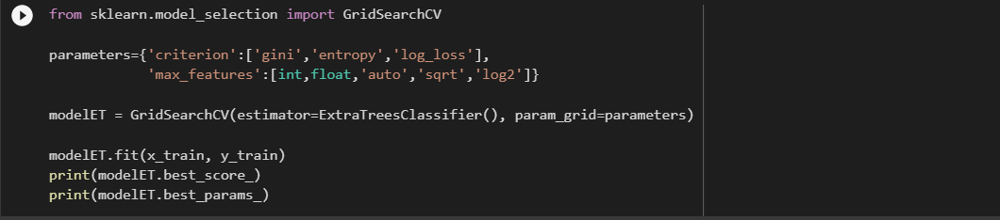 from sklearn.model_selection import GridSearchCV
parameters={'criterion':['gini','entropy','log_loss'],
'max_features':[int,float,'auto','sqrt','log2']}
modelET = GridSearchCV(estimator=ExtraTreesClassifier(), param_grid=parameters)
modelET.fit(x_train, y_train)
print(modelET.best_score_)
print(modelET.best_params_)